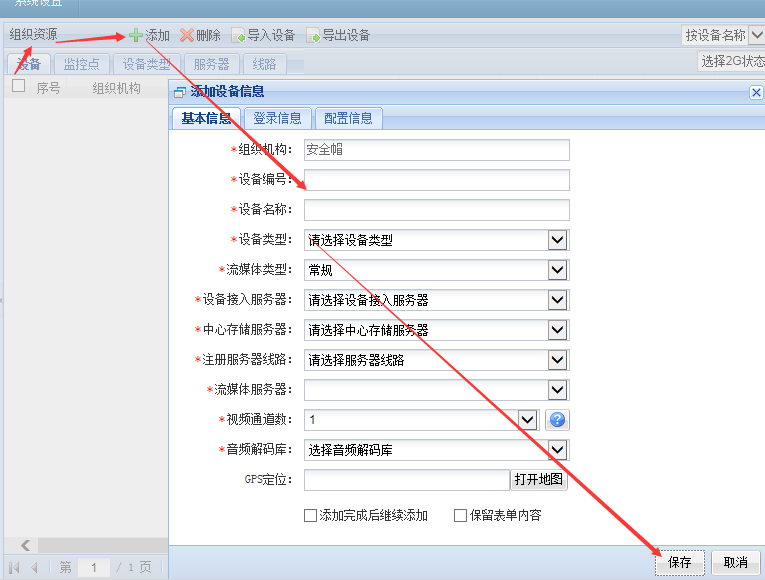 系统设置
组织资源 添加 删除 导入设备 导出设备 按设备名称
设备 监控点 设备类型 服务器 线路 选择2G状态
序号 组织机构
添加设备信息
基本信息 登录信息 配置信息
*组织机构： 安全帽
*设备编号：
*设备名称：
*设备类型： 请选择设备类型
*流媒体类型： 常规
*设备接入服务器： 请选择设备接入服务器
*中心存储服务器： 请选择中心存储服务器
*注册服务器线路： 请选择服务器线路
*流媒体服务器：
*视频通道数： 1
*音频解码库： 选择音频解码库
GPS定位： 打开地图
添加完成后继续添加 保留表单内容
第 1 / 1 页 保存 取消